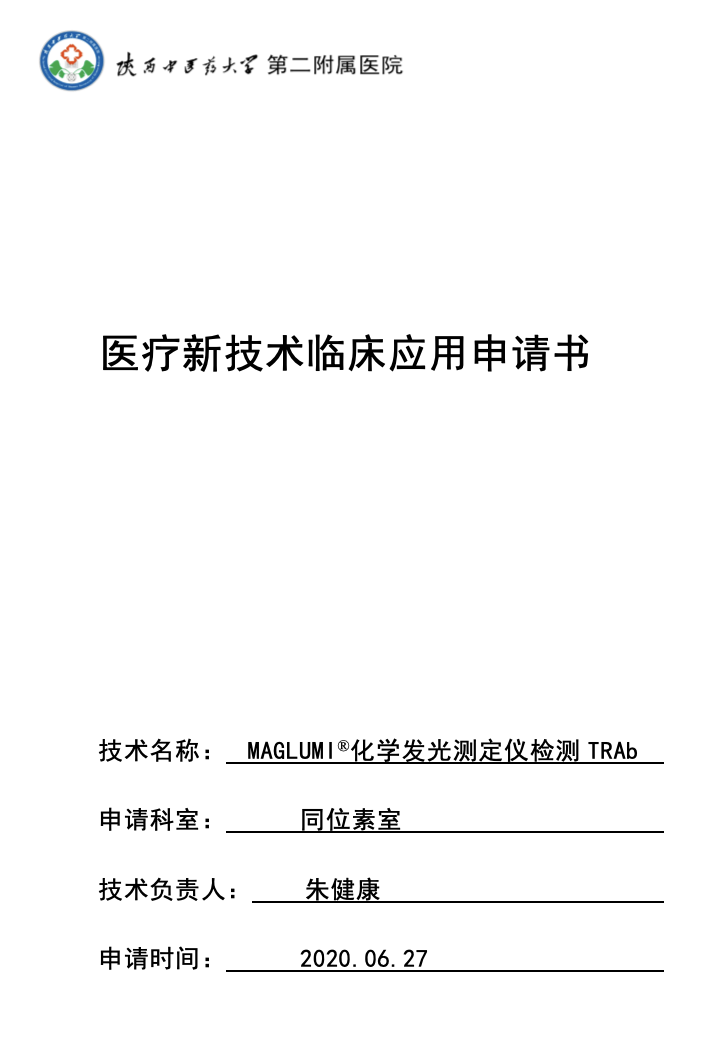 陕西中医药大学 第二附属医院
医疗新技术临床应用申请书
技术名称： MAGLUMI®化学发光测定仪检测 TRAb
申请科室： 同位素室
技术负责人： 朱健康
申请时间： 2020.06.27